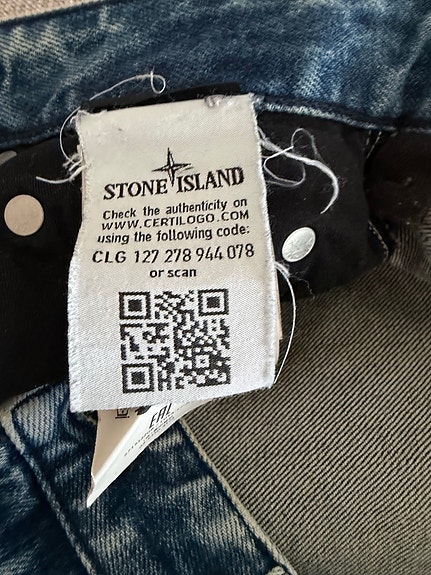 STONE ISLAND
Check the authenticity on
WWW.CERTILOGO.COM
using the following code:
CLG 127 278 944 078
or scan
EAC